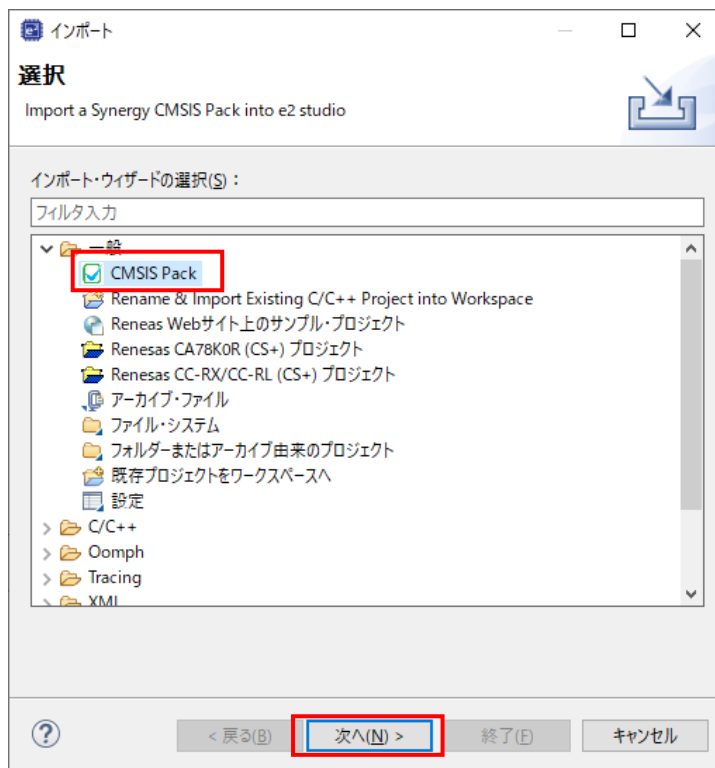 インポート
選択
Import a Synergy CMSIS Pack into e2 studio
インポート・ウィザードの選択(S)：
フィルタ入力
一般
CMSIS Pack
Rename & Import Existing C/C++ Project into Workspace
Reneas Webサイト上のサンプル・プロジェクト
Renesas CA78K0R (CS+) プロジェクト
Renesas CC-RX/CC-RL (CS+) プロジェクト
アーカイブ・ファイル
ファイル・システム
フォルダーまたはアーカイブ由来のプロジェクト
既存プロジェクトをワークスペースへ
設定
C/C++
Oomph
Tracing
XML
< 戻る(B) 次へ(N) > 終了(F) キャンセル